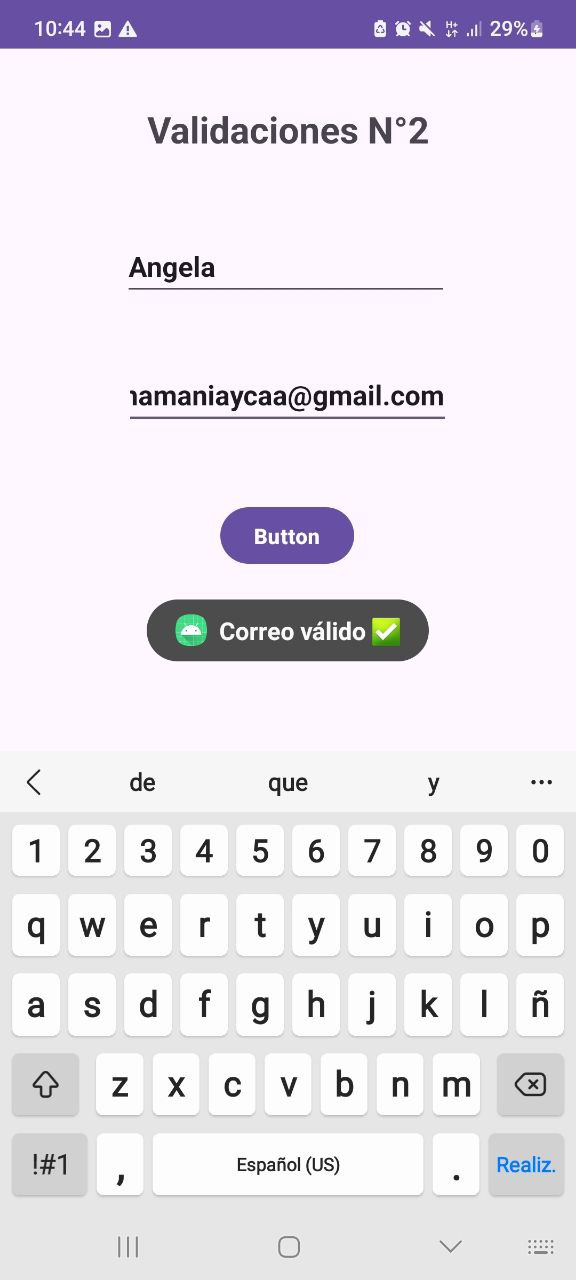 10:44 29%
Validaciones N°2
Angela
amaniaycaa@gmail.com
Button
Correo válido ✅
de que y ...
1 2 3 4 5 6 7 8 9 0
q w e r t y u i o p
a s d f g h j k l ñ
z x c v b n m
!#1 , Español (US) . Realiz.